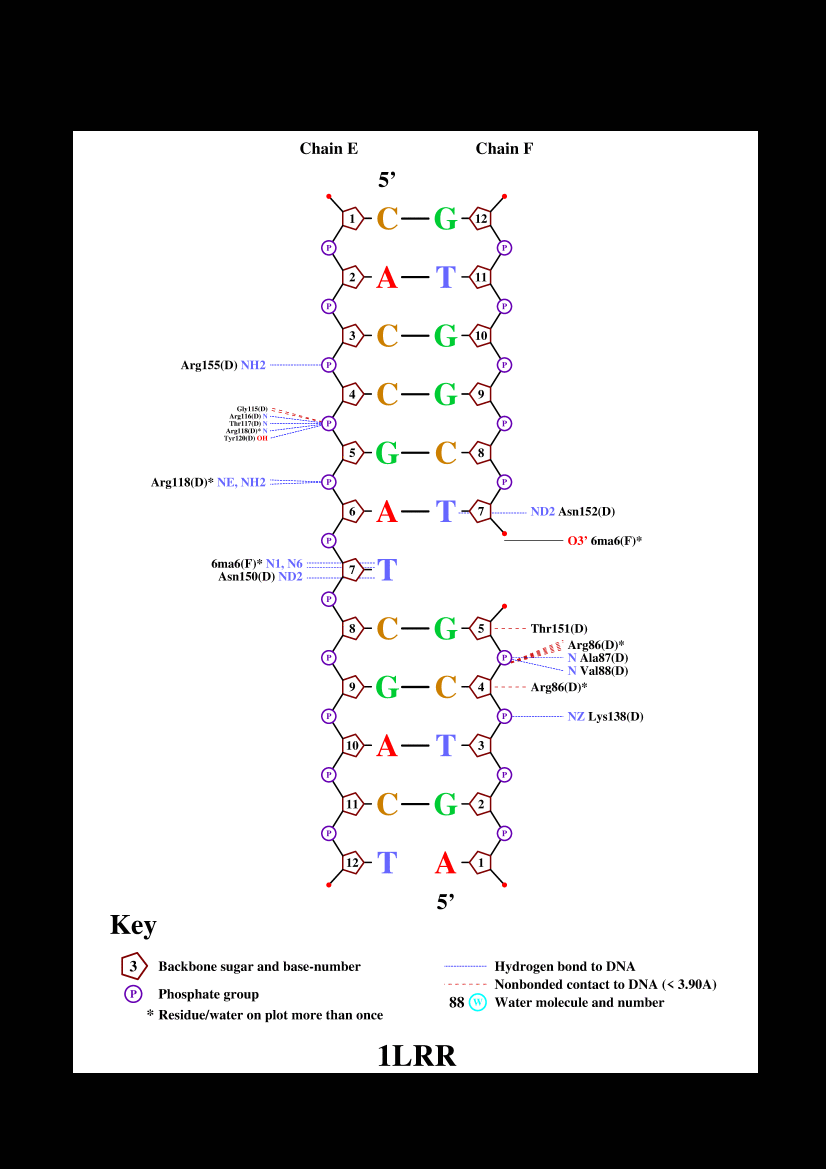 Chain E Chain F
5’
1 C G 12
P P
2 A T 11
P P
3 C G 10
Arg155(D) NH2 P P
4 C G 9
Gly115(D)
Arg116(D) N
Thr117(D) N P P
Arg118(D)* N
Tyr120(D) OH
5 G C 8
Arg118(D)* NE, NH2 P P
6 A T 7 ND2 Asn152(D)
P O3’ 6ma6(F)*
6ma6(F)* N1, N6
7 T
Asn150(D) ND2
P
8 C G 5 Thr151(D)
Arg86(D)*
P P N Ala87(D)
N Val88(D)
9 G C 4 Arg86(D)*
P P NZ Lys138(D)
10 A T 3
P P
11 C G 2
P P
12 T A 1
5’
Key
3 Backbone sugar and base-number
P Phosphate group
* Residue/water on plot more than once
Hydrogen bond to DNA
Nonbonded contact to DNA (< 3.90A)
88 W Water molecule and number
1LRR